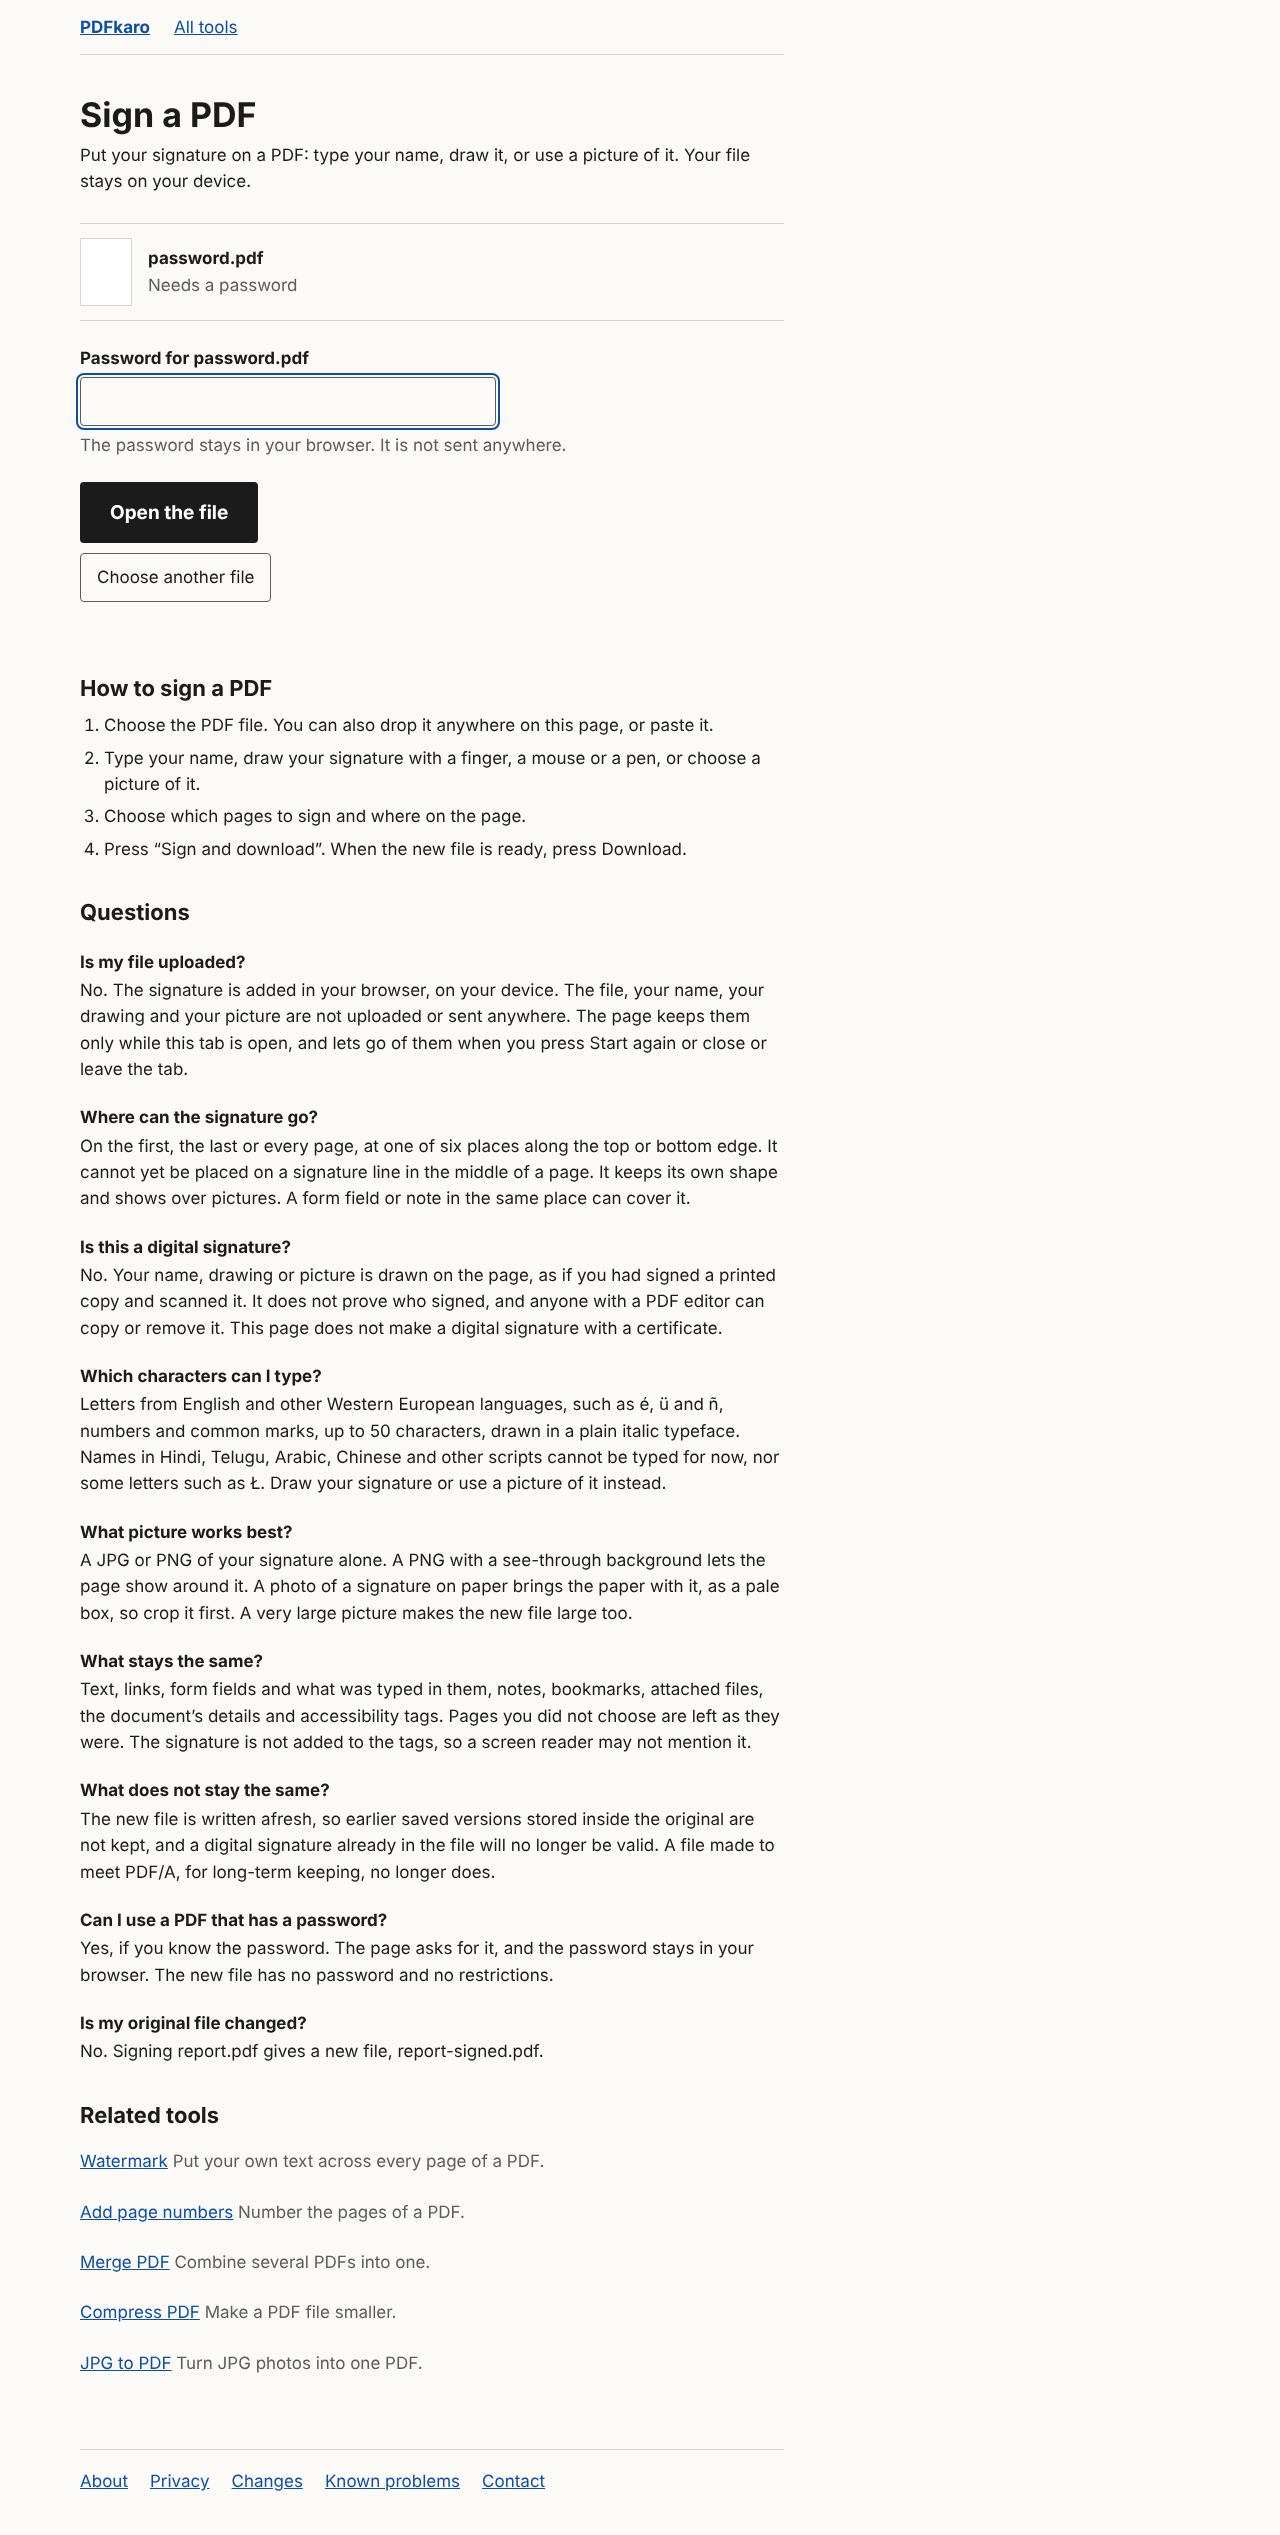 PDFkaro All tools
Sign a PDF
Put your signature on a PDF: type your name, draw it, or use a picture of it. Your file
stays on your device.
password.pdf
Needs a password
Password for password.pdf
The password stays in your browser. It is not sent anywhere.
Open the file
Choose another file
How to sign a PDF
1. Choose the PDF file. You can also drop it anywhere on this page, or paste it.
2. Type your name, draw your signature with a finger, a mouse or a pen, or choose a
picture of it.
3. Choose which pages to sign and where on the page.
4. Press “Sign and download”. When the new file is ready, press Download.
Questions
Is my file uploaded?
No. The signature is added in your browser, on your device. The file, your name, your
drawing and your picture are not uploaded or sent anywhere. The page keeps them
only while this tab is open, and lets go of them when you press Start again or close or
leave the tab.
Where can the signature go?
On the first, the last or every page, at one of six places along the top or bottom edge. It
cannot yet be placed on a signature line in the middle of a page. It keeps its own shape
and shows over pictures. A form field or note in the same place can cover it.
Is this a digital signature?
No. Your name, drawing or picture is drawn on the page, as if you had signed a printed
copy and scanned it. It does not prove who signed, and anyone with a PDF editor can
copy or remove it. This page does not make a digital signature with a certificate.
Which characters can I type?
Letters from English and other Western European languages, such as é, ü and ñ,
numbers and common marks, up to 50 characters, drawn in a plain italic typeface.
Names in Hindi, Telugu, Arabic, Chinese and other scripts cannot be typed for now, nor
some letters such as Ł. Draw your signature or use a picture of it instead.
What picture works best?
A JPG or PNG of your signature alone. A PNG with a see-through background lets the
page show around it. A photo of a signature on paper brings the paper with it, as a pale
box, so crop it first. A very large picture makes the new file large too.
What stays the same?
Text, links, form fields and what was typed in them, notes, bookmarks, attached files,
the document’s details and accessibility tags. Pages you did not choose are left as they
were. The signature is not added to the tags, so a screen reader may not mention it.
What does not stay the same?
The new file is written afresh, so earlier saved versions stored inside the original are
not kept, and a digital signature already in the file will no longer be valid. A file made to
meet PDF/A, for long-term keeping, no longer does.
Can I use a PDF that has a password?
Yes, if you know the password. The page asks for it, and the password stays in your
browser. The new file has no password and no restrictions.
Is my original file changed?
No. Signing report.pdf gives a new file, report-signed.pdf.
Related tools
Watermark Put your own text across every page of a PDF.
Add page numbers Number the pages of a PDF.
Merge PDF Combine several PDFs into one.
Compress PDF Make a PDF file smaller.
JPG to PDF Turn JPG photos into one PDF.
About Privacy Changes Known problems Contact